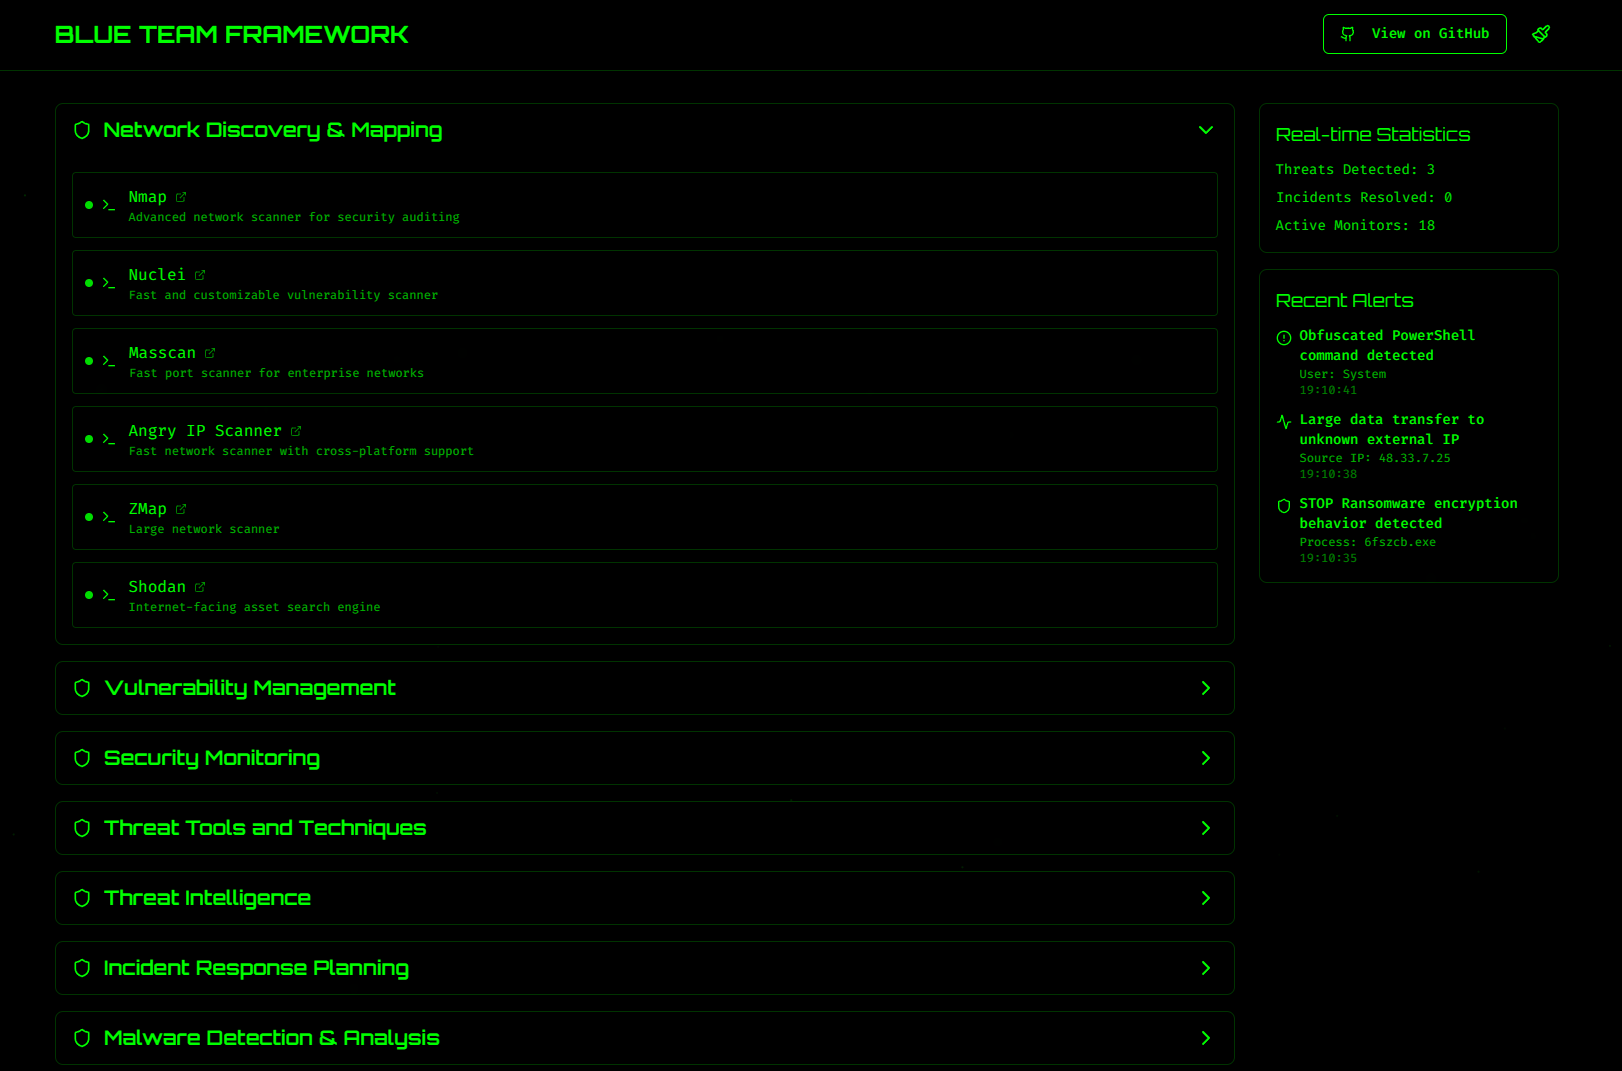 BLUE TEAM FRAMEWORK
View on GitHub
Network Discovery & Mapping
Nmap
Advanced network scanner for security auditing
Nuclei
Fast and customizable vulnerability scanner
Masscan
Fast port scanner for enterprise networks
Angry IP Scanner
Fast network scanner with cross-platform support
ZMap
Large network scanner
Shodan
Internet-facing asset search engine
Vulnerability Management
Security Monitoring
Threat Tools and Techniques
Threat Intelligence
Incident Response Planning
Malware Detection & Analysis
Real-time Statistics
Threats Detected: 3
Incidents Resolved: 0
Active Monitors: 18
Recent Alerts
Obfuscated PowerShell
command detected
User: System
19:10:41
Large data transfer to
unknown external IP
Source IP: 48.33.7.25
19:10:38
STOP Ransomware encryption
behavior detected
Process: 6fszcb.exe
19:10:35